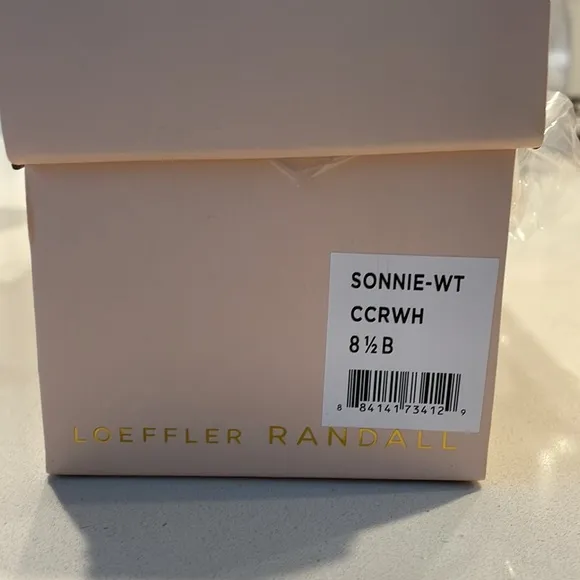 SONNIE-WT
CCRWH
8 ½ B
8 84141 73412 9
LOEFFLER RANDALL